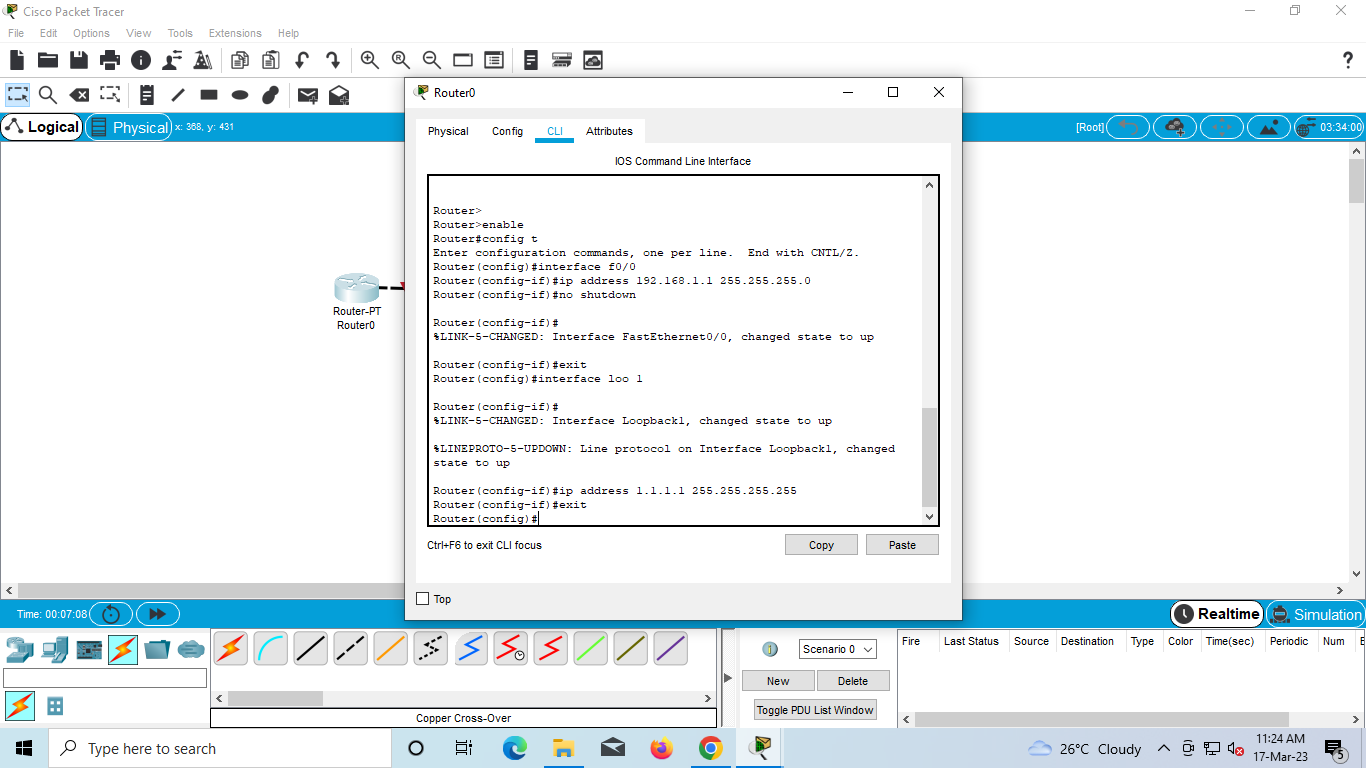 Cisco Packet Tracer
File Edit Options View Tools Extensions Help
Logical
Physical
x: 368, y: 431
[Root]
03:34:00
Router-PT
Router0
Router0
Physical Config CLI Attributes
IOS Command Line Interface
Router>
Router>enable
Router#config t
Enter configuration commands, one per line.  End with CNTL/Z.
Router(config)#interface f0/0
Router(config-if)#ip address 192.168.1.1 255.255.255.0
Router(config-if)#no shutdown
Router(config-if)#
%LINK-5-CHANGED: Interface FastEthernet0/0, changed state to up
Router(config-if)#exit
Router(config)#interface loo 1
Router(config-if)#
%LINK-5-CHANGED: Interface Loopback1, changed state to up
%LINEPROTO-5-UPDOWN: Line protocol on Interface Loopback1, changed
state to up
Router(config-if)#ip address 1.1.1.1 255.255.255.255
Router(config-if)#exit
Router(config)#
Ctrl+F6 to exit CLI focus
Copy
Paste
Top
Time: 00:07:08
Realtime
Simulation
Scenario 0
New
Delete
Toggle PDU List Window
Fire Last Status Source Destination Type Color Time(sec) Periodic Num E
Copper Cross-Over
Type here to search
26°C Cloudy
11:24 AM
17-Mar-23
5